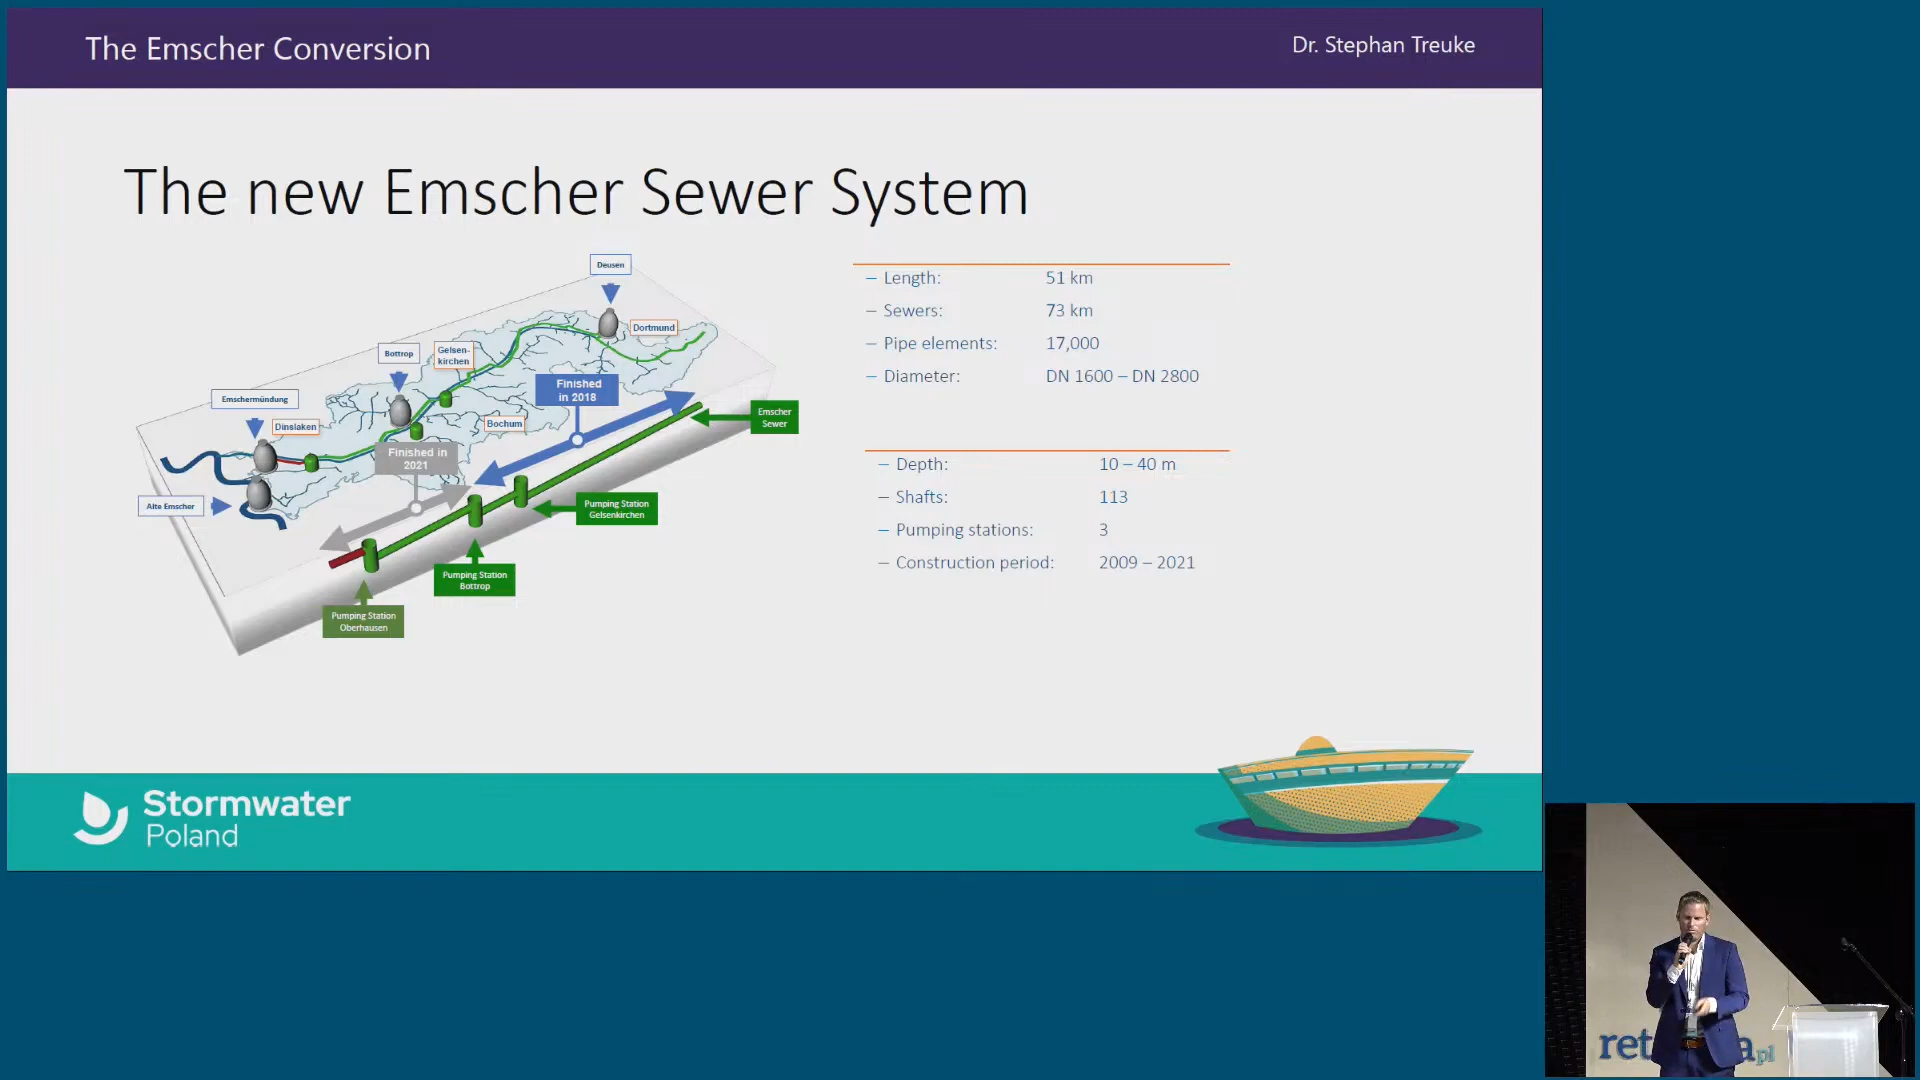 The Emscher Conversion
Dr. Stephan Treuke
The new Emscher Sewer System
Deusen
Dortmund
Bottrop
Gelsen-
kirchen
Finished
in 2018
Emschermündung
Dinslaken
Bochum
Emscher
Sewer
Finished in
2021
Alte Emscher
Pumping Station
Gelsenkirchen
Pumping Station
Bottrop
Pumping Station
Oberhausen
– Length: 51 km
– Sewers: 73 km
– Pipe elements: 17,000
– Diameter: DN 1600 – DN 2800
– Depth: 10 – 40 m
– Shafts: 113
– Pumping stations: 3
– Construction period: 2009 – 2021
Stormwater
Poland